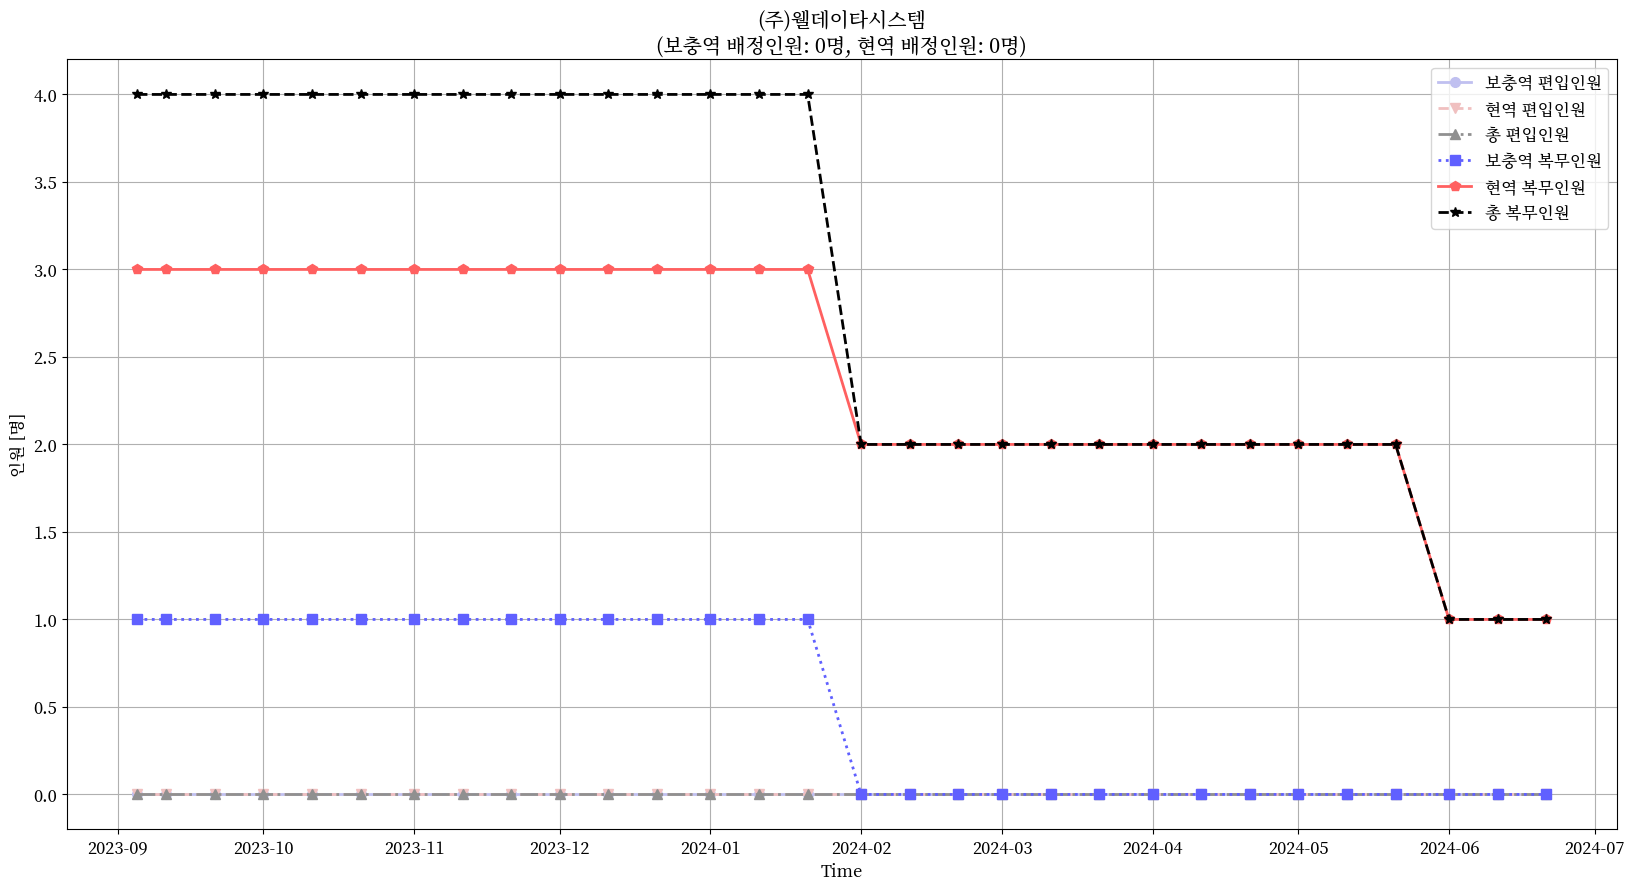 (주)웰데이타시스템
(보충역 배정인원: 0명, 현역 배정인원: 0명)
보충역 편입인원
현역 편입인원
총 편입인원
보충역 복무인원
현역 복무인원
총 복무인원
인원 [명]
4.0
3.5
3.0
2.5
2.0
1.5
1.0
0.5
0.0
2023-09
2023-10
2023-11
2023-12
2024-01
2024-02
2024-03
2024-04
2024-05
2024-06
2024-07
Time